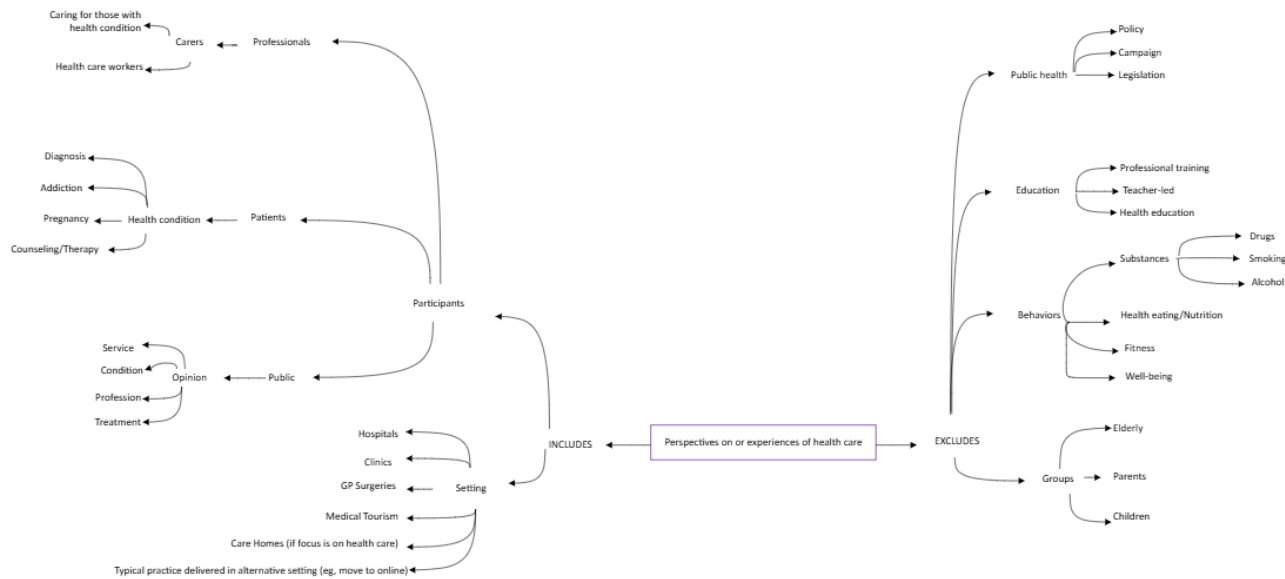 Caring for those with
health condition
Carers
Professionals
Health care workers
Diagnosis
Addiction
Pregnancy
Health condition
Patients
Counseling/Therapy
Participants
Service
Condition
Opinion
Public
Profession
Treatment
Hospitals
INCLUDES
Clinics
GP Surgeries
Setting
Medical Tourism
Care Homes (if focus is on health care)
Typical practice delivered in alternative setting (eg, move to online)
Perspectives on or experiences of health care
EXCLUDES
Public health
Policy
Campaign
Legislation
Education
Professional training
Teacher-led
Health education
Behaviors
Substances
Drugs
Smoking
Alcohol
Health eating/Nutrition
Fitness
Well-being
Groups
Elderly
Parents
Children